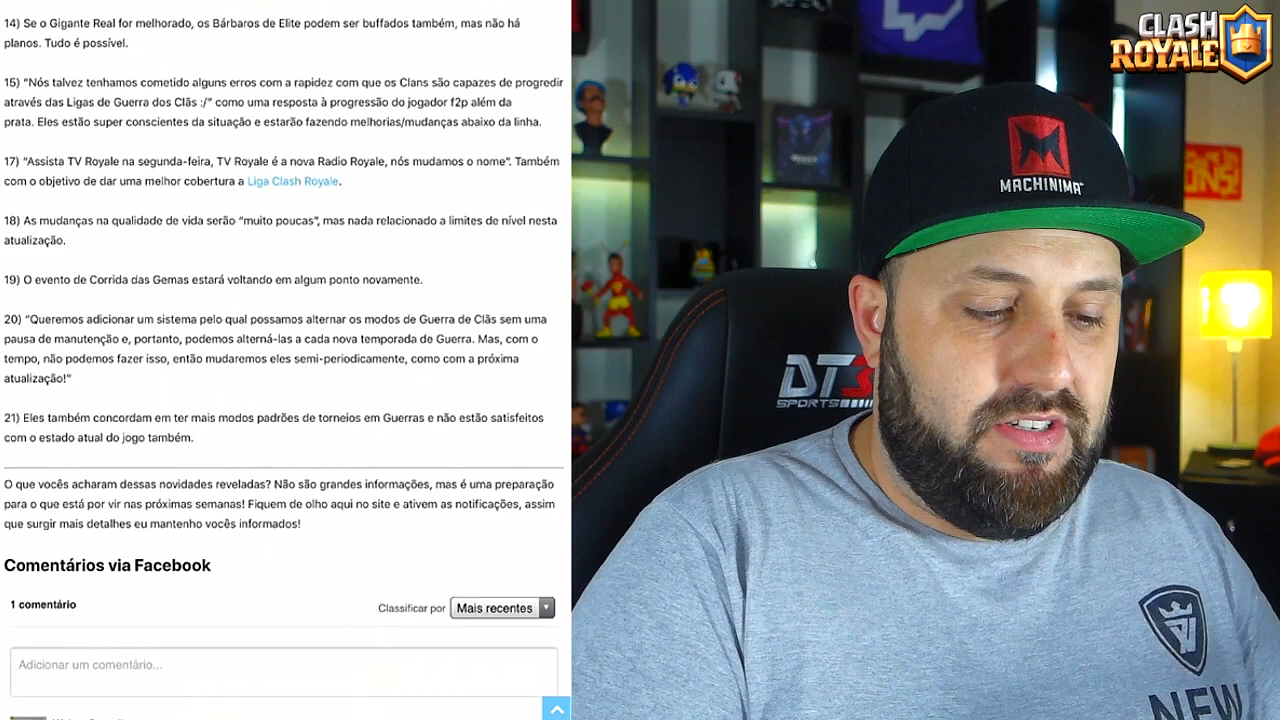 14) Se o Gigante Real for melhorado, os Bárbaros de Elite podem ser buffados também, mas não há
planos. Tudo é possível.
15) “Nós talvez tenhamos cometido alguns erros com a rapidez com que os Clans são capazes de progredir
através das Ligas de Guerra dos Clãs :/” como uma resposta à progressão do jogador f2p além da
prata. Eles estão super conscientes da situação e estarão fazendo melhorias/mudanças abaixo da linha.
17) “Assista TV Royale na segunda-feira, TV Royale é a nova Radio Royale, nós mudamos o nome”. Também
com o objetivo de dar uma melhor cobertura a Liga Clash Royale.
18) As mudanças na qualidade de vida serão “muito poucas”, mas nada relacionado a limites de nível nesta
atualização.
19) O evento de Corrida das Gemas estará voltando em algum ponto novamente.
20) “Queremos adicionar um sistema pelo qual possamos alternar os modos de Guerra de Clãs sem uma
pausa de manutenção e, portanto, podemos alterná-las a cada nova temporada de Guerra. Mas, com o
tempo, não podemos fazer isso, então mudaremos eles semi-periodicamente, como com a próxima
atualização!”
21) Eles também concordam em ter mais modos padrões de torneios em Guerras e não estão satisfeitos
com o estado atual do jogo também.
O que vocês acharam dessas novidades reveladas? Não são grandes informações, mas é uma preparação
para o que está por vir nas próximas semanas! Fiquem de olho aqui no site e ativem as notificações, assim
que surgir mais detalhes eu mantenho vocês informados!
Comentários via Facebook
1 comentário
Classificar por Mais recentes
Adicionar um comentário...
CLASH
ROYALE
MACHINIMA
DT3
SPORTS
NEW